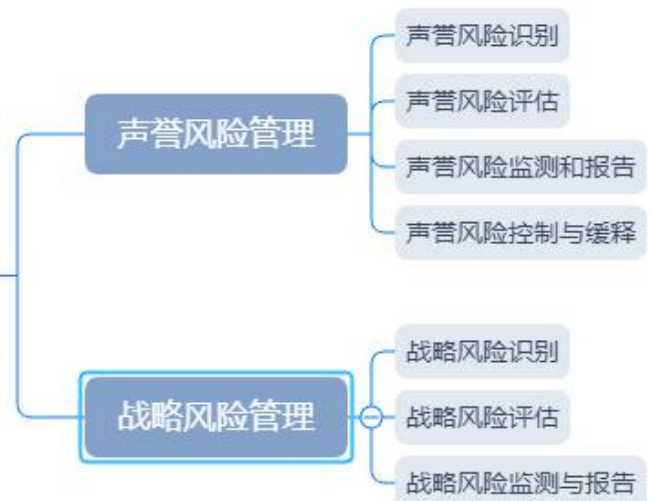 声誉风险管理
声誉风险识别
声誉风险评估
声誉风险监测和报告
声誉风险控制与缓释
战略风险管理
战略风险识别
战略风险评估
战略风险监测与报告